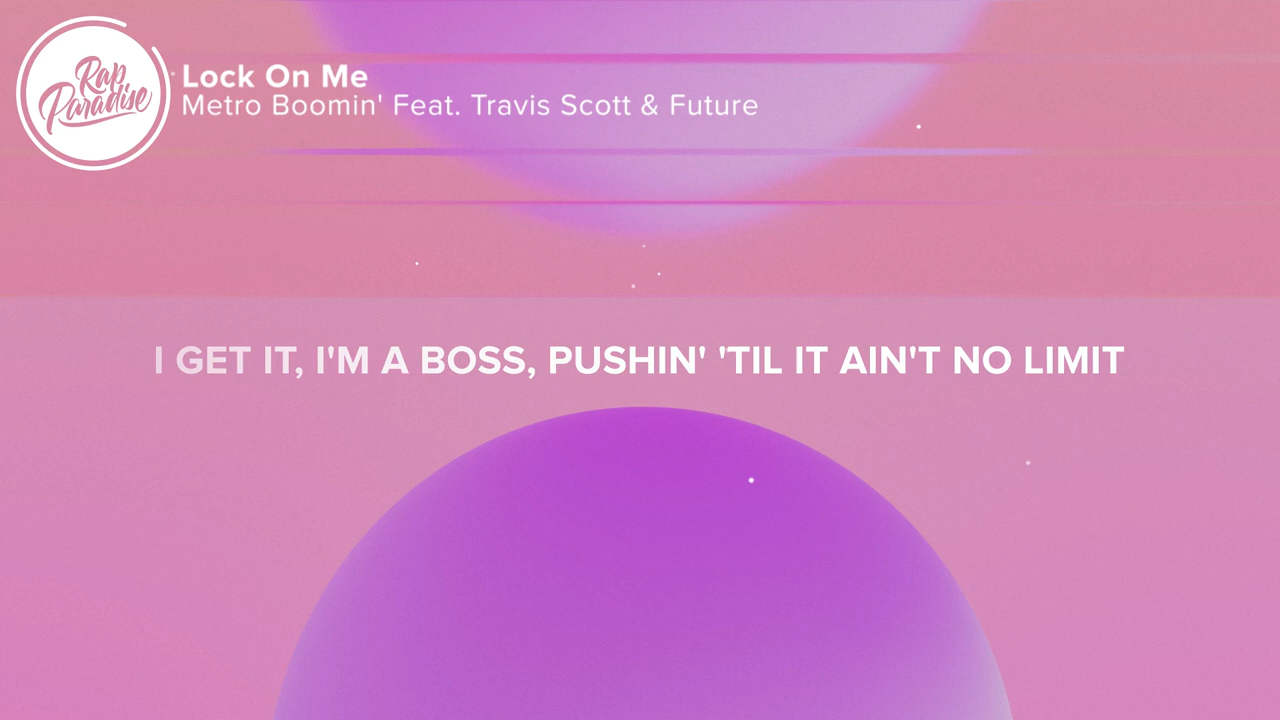 Rap
Paradise
Lock On Me
Metro Boomin' Feat. Travis Scott & Future
I GET IT, I'M A BOSS, PUSHIN' 'TIL IT AIN'T NO LIMIT